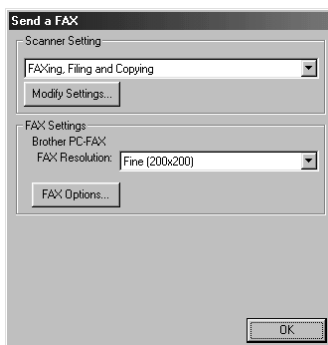 Send a FAX
Scanner Setting
FAXing, Filing and Copying
Modify Settings...
FAX Settings
Brother PC-FAX
FAX Resolution: Fine (200x200)
FAX Options...
OK